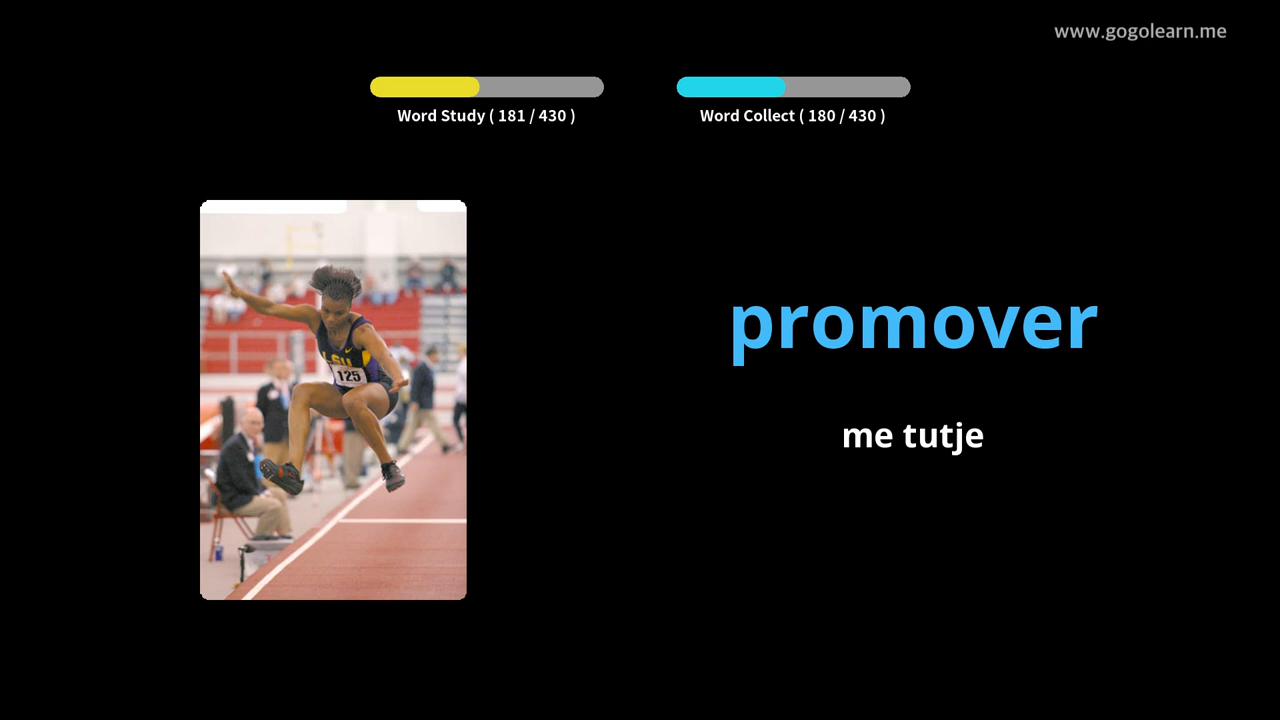 www.gogolearn.me
Word Study ( 181 / 430 )
Word Collect ( 180 / 430 )
promover
me tutje
LSU
125